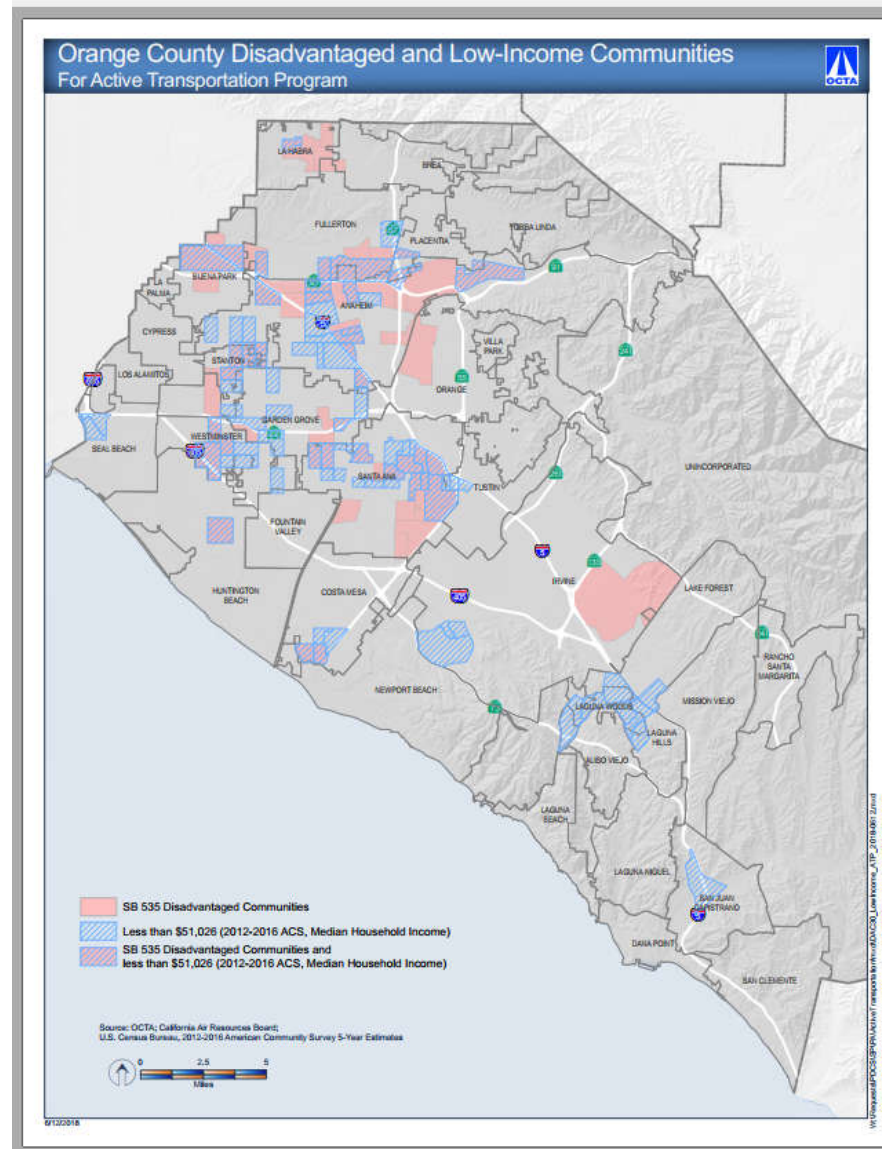 Orange County Disadvantaged and Low-Income Communities
For Active Transportation Program
OCTA
LA HABRA
BREA
FULLERTON
PLACENTIA
YORBA LINDA
BUENA PARK
LA
PALMA
ANAHEIM
CYPRESS
VILLA
PARK
STANTON
LOS ALAMITOS
ORANGE
GARDEN GROVE
SEAL BEACH
WESTMINSTER
SANTA ANA
TUSTIN
UNINCORPORATED
FOUNTAIN
VALLEY
IRVINE
LAKE FOREST
HUNTINGTON
BEACH
COSTA MESA
RANCHO
SANTA
MARGARITA
NEWPORT BEACH
MISSION VIEJO
LAGUNA WOODS
LAGUNA
HILLS
ALISO VIEJO
LAGUNA
BEACH
LAGUNA NIGUEL
SAN JUAN
CAPISTRANO
DANA POINT
SAN CLEMENTE
SB 535 Disadvantaged Communities
Less than $51,026 (2012-2016 ACS, Median Household Income)
SB 535 Disadvantaged Communities and
less than $51,026 (2012-2016 ACS, Median Household Income)
Source: OCTA; California Air Resources Board;
U.S. Census Bureau, 2012-2016 American Community Survey 5-Year Estimates
0 2.5 5
Miles
6/12/2018